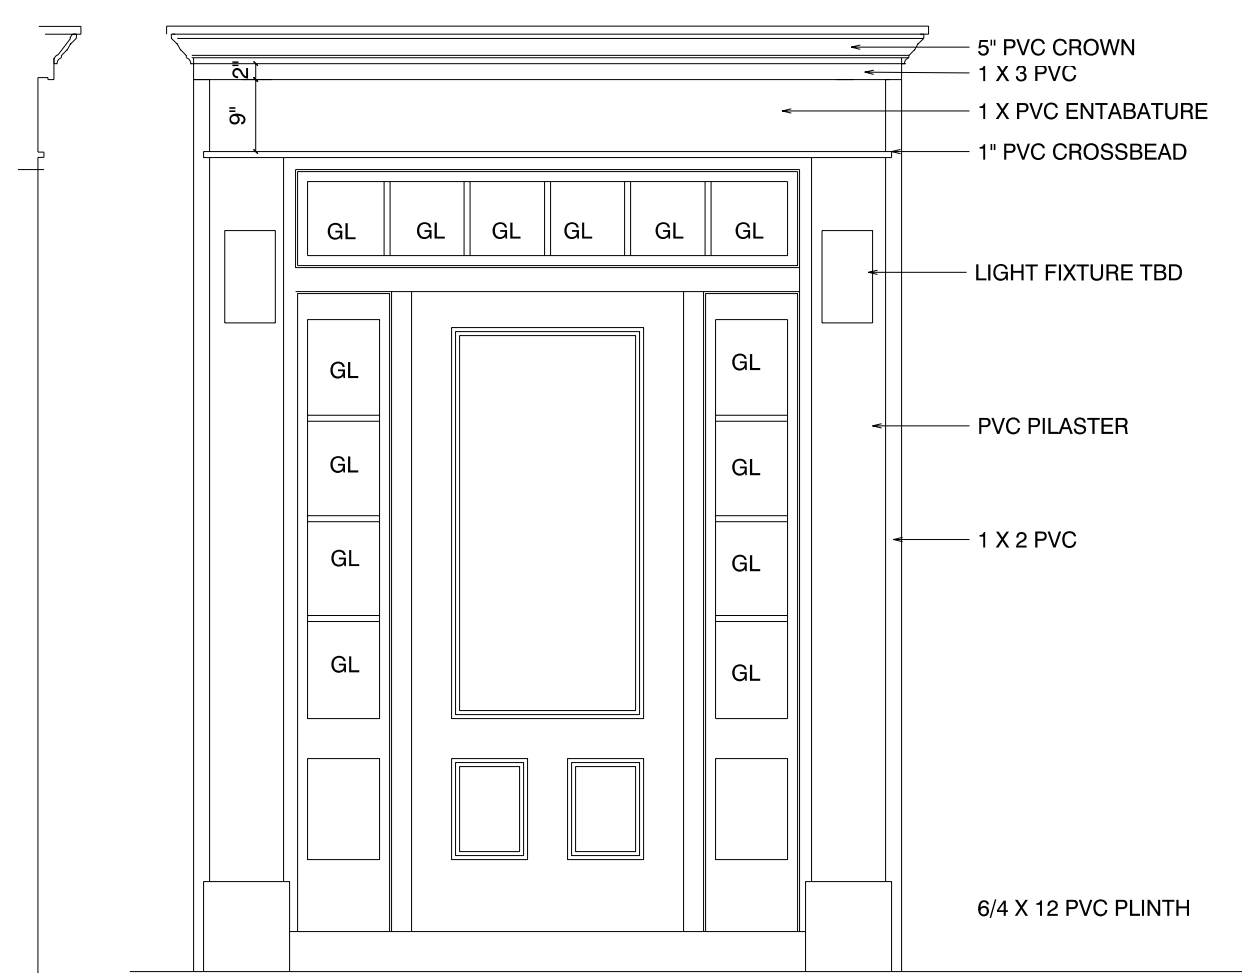 5" PVC CROWN
2"
1 X 3 PVC
9"
1 X PVC ENTABATURE
1" PVC CROSSBEAD
GL GL GL GL GL GL
LIGHT FIXTURE TBD
GL GL
PVC PILASTER
GL GL
1 X 2 PVC
GL GL
GL GL
6/4 X 12 PVC PLINTH